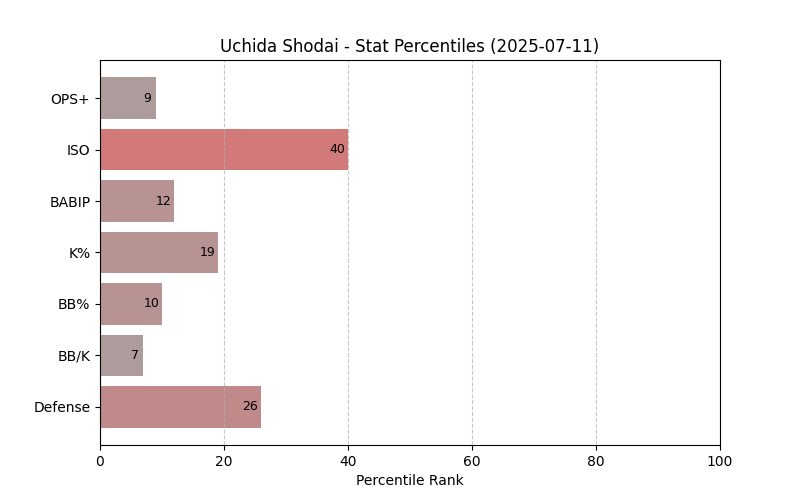 Uchida Shodai - Stat Percentiles (2025-07-11)
OPS+ 9
ISO 40
BABIP 12
K% 19
BB% 10
BB/K 7
Defense 26
0 20 40 60 80 100
Percentile Rank